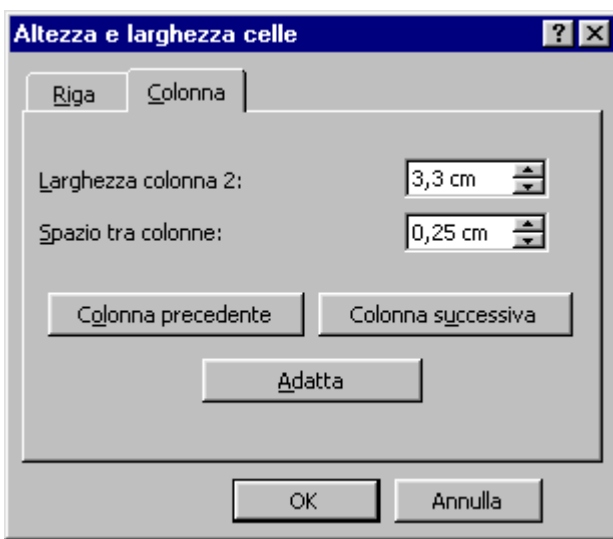 Altezza e larghezza celle
Riga Colonna
Larghezza colonna 2: 3,3 cm
Spazio tra colonne: 0,25 cm
Colonna precedente Colonna successiva
Adatta
OK Annulla